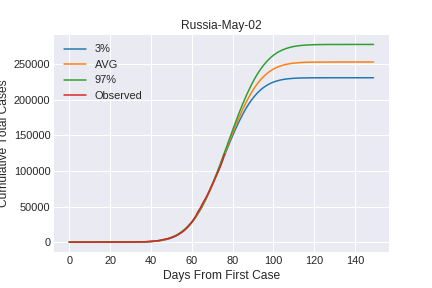 Russia-May-02
3%
AVG
97%
Observed
Cumulative Total Cases
250000
200000
150000
100000
50000
0
0 20 40 60 80 100 120 140
Days From First Case